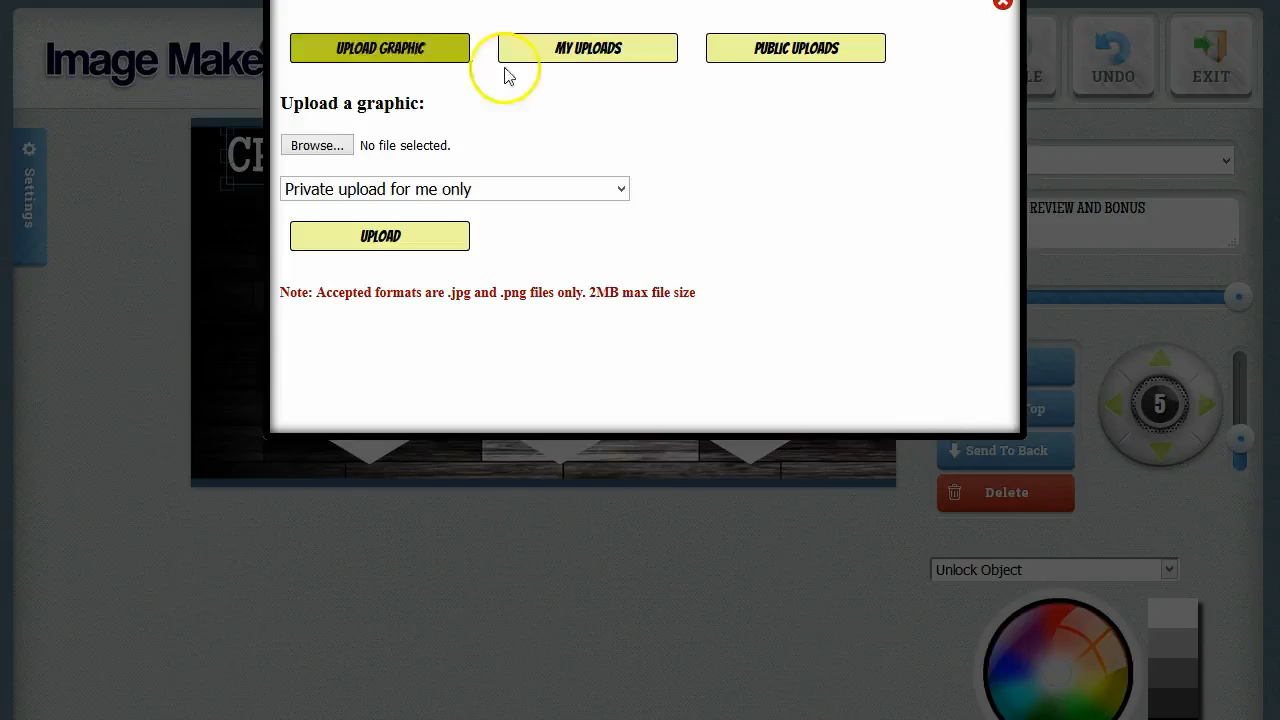 Image Make
UPLOAD GRAPHIC
MY UPLOADS
PUBLIC UPLOADS
LE
UNDO
EXIT
Upload a graphic:
Browse... No file selected.
Private upload for me only
UPLOAD
Note: Accepted formats are .jpg and .png files only. 2MB max file size
Settings
CH
REVIEW AND BONUS
op
5
Send To Back
Delete
Unlock Object